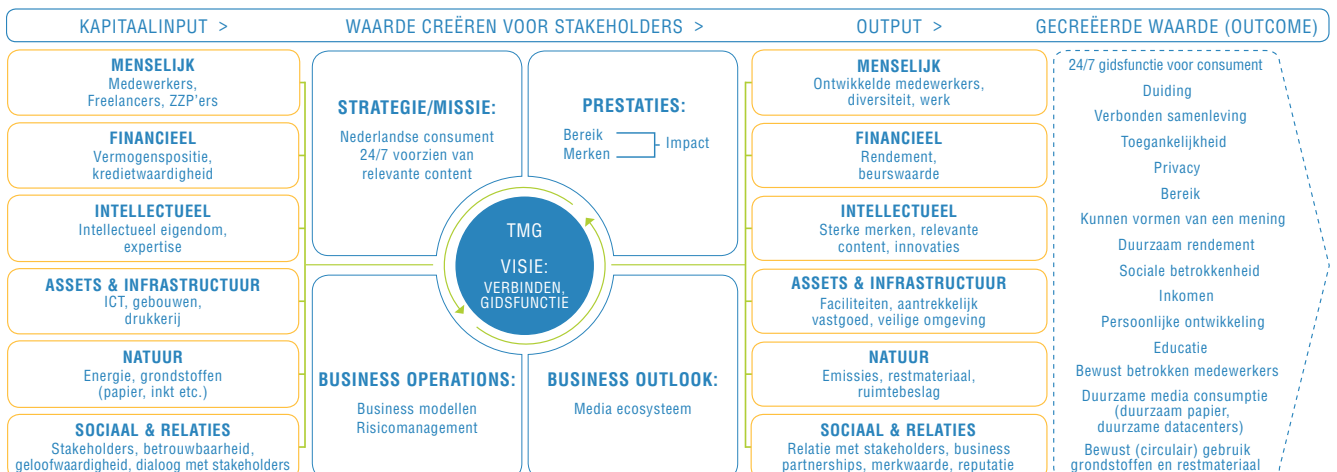 KAPITAALINPUT >
WAARDE CREËREN VOOR STAKEHOLDERS >
OUTPUT >
GECREËERDE WAARDE (OUTCOME)
MENSELIJK
Medewerkers,
Freelancers, ZZP'ers
FINANCIEEL
Vermogenspositie,
kredietwaardigheid
INTELLECTUEEL
Intellectueel eigendom,
expertise
ASSETS & INFRASTRUCTUUR
ICT, gebouwen,
drukkerij
NATUUR
Energie, grondstoffen
(papier, inkt etc.)
SOCIAAL & RELATIES
Stakeholders, betrouwbaarheid,
geloofwaardigheid, dialoog met stakeholders
STRATEGIE/MISSIE:
Nederlandse consument
24/7 voorzien van
relevante content
PRESTATIES:
Bereik
Merken
Impact
TMG
VISIE:
VERBINDEN,
GIDSFUNCTIE
BUSINESS OPERATIONS:
Business modellen
Risicomanagement
BUSINESS OUTLOOK:
Media ecosysteem
MENSELIJK
Ontwikkelde medewerkers,
diversiteit, werk
FINANCIEEL
Rendement,
beurswaarde
INTELLECTUEEL
Sterke merken, relevante
content, innovaties
ASSETS & INFRASTRUCTUUR
Faciliteiten, aantrekkelijk
vastgoed, veilige omgeving
NATUUR
Emissies, restmateriaal,
ruimtebeslag
SOCIAAL & RELATIES
Relatie met stakeholders, business
partnerships, merkwaarde, reputatie
24/7 gidsfunctie voor consument
Duiding
Verbonden samenleving
Toegankelijkheid
Privacy
Bereik
Kunnen vormen van een mening
Duurzaam rendement
Sociale betrokkenheid
Inkomen
Persoonlijke ontwikkeling
Educatie
Bewust betrokken medewerkers
Duurzame media consumptie
(duurzaam papier,
duurzame datacenters)
Bewust (circulair) gebruik
grondstoffen en restmateriaal